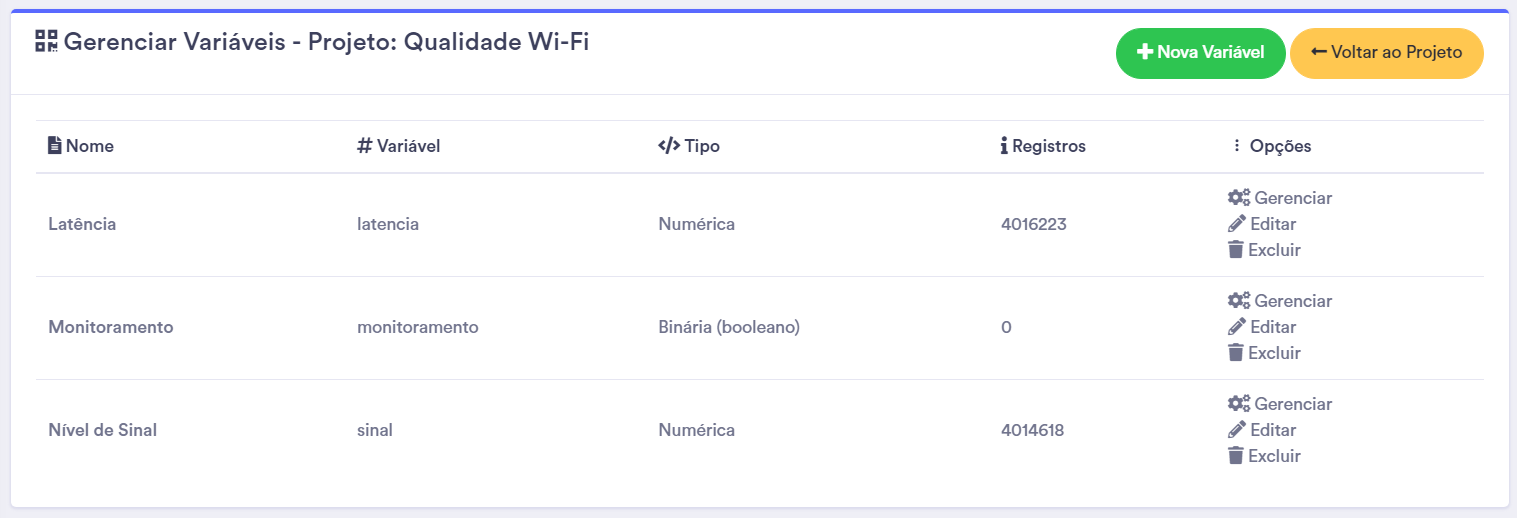 Gerenciar Variáveis - Projeto: Qualidade Wi-Fi
Nova Variável
Voltar ao Projeto
Nome Variável Tipo Registros Opções
Latência latencia Numérica 4016223
Gerenciar
Editar
Excluir
Monitoramento monitoramento Binária (booleano) 0
Gerenciar
Editar
Excluir
Nível de Sinal sinal Numérica 4014618
Gerenciar
Editar
Excluir